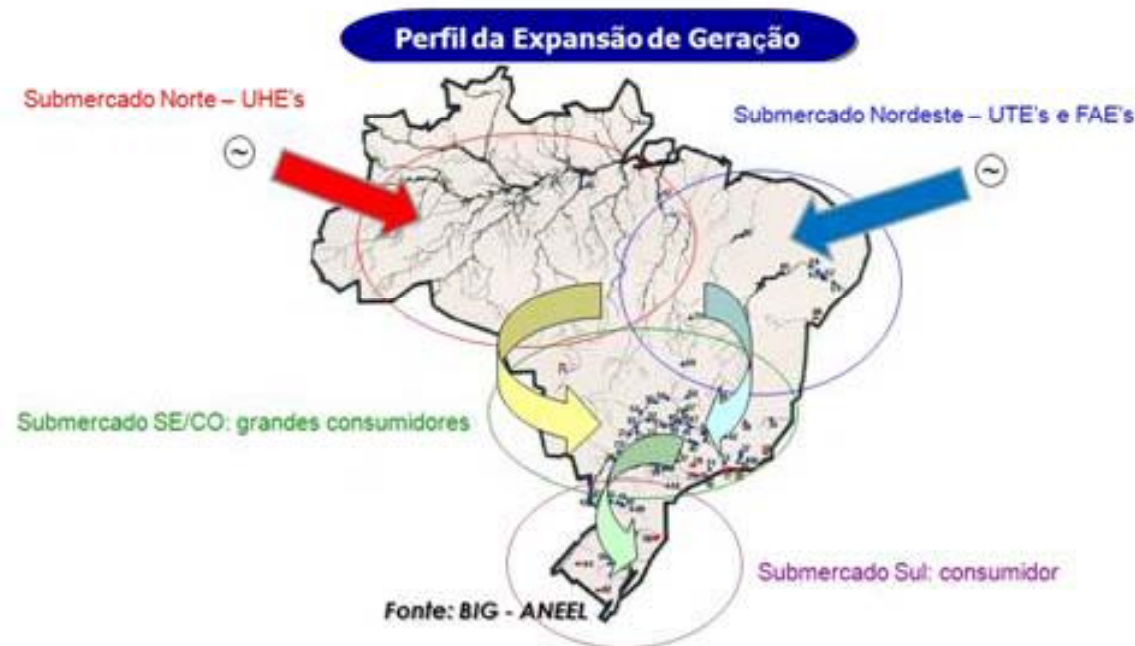 Perfil da Expansão de Geração
Submercado Norte – UHE's
Submercado Nordeste – UTE's e FAE's
~
~
Submercado SE/CO: grandes consumidores
Submercado Sul: consumidor
Fonte: BIG - ANEEL